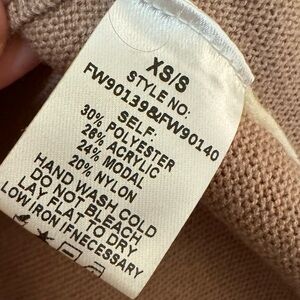 XS/S
STYLE NO:
FW90139&FW90140
SELF:
30% POLYESTER
26% ACRYLIC
24% MODAL
20% NYLON
HAND WASH COLD
DO NOT BLEACH
LAY FLAT TO DRY
LOW IRON IF NECESSARY